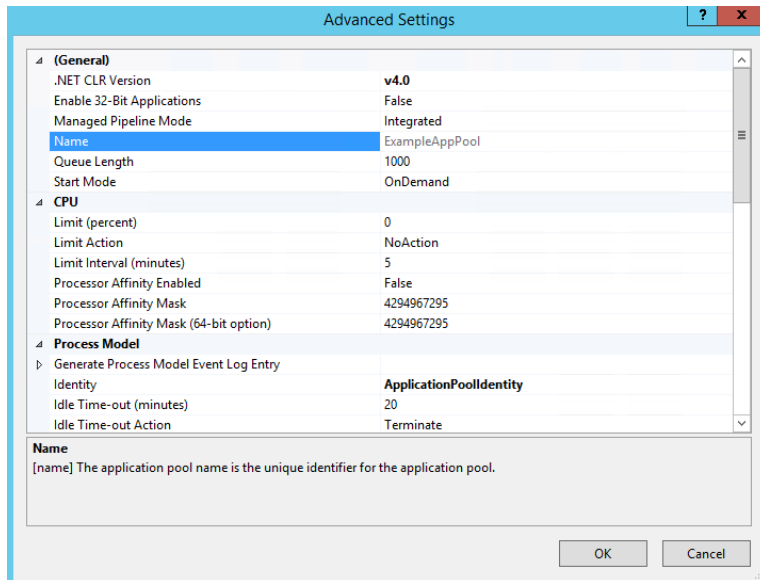 Advanced Settings
? x
(General)
.NET CLR Version v4.0
Enable 32-Bit Applications False
Managed Pipeline Mode Integrated
Name ExampleAppPool
Queue Length 1000
Start Mode OnDemand
CPU
Limit (percent) 0
Limit Action NoAction
Limit Interval (minutes) 5
Processor Affinity Enabled False
Processor Affinity Mask 4294967295
Processor Affinity Mask (64-bit option) 4294967295
Process Model
Generate Process Model Event Log Entry
Identity ApplicationPoolIdentity
Idle Time-out (minutes) 20
Idle Time-out Action Terminate
Name
[name] The application pool name is the unique identifier for the application pool.
OK Cancel